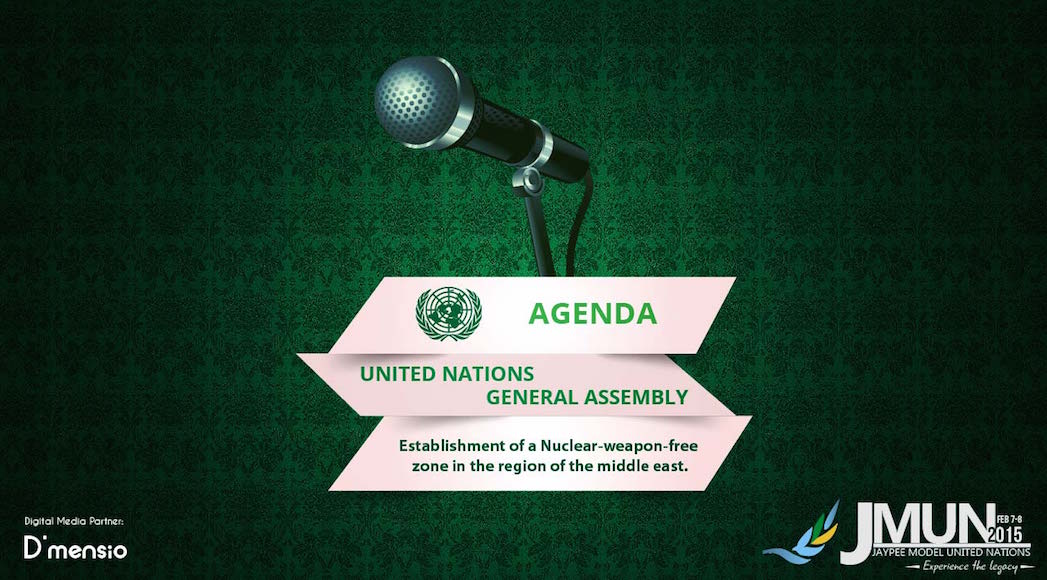 AGENDA
UNITED NATIONS
GENERAL ASSEMBLY
Establishment of a Nuclear-weapon-free
zone in the region of the middle east.
Digital Media Partner:
D'mensio
JMUN FEB 7-8
2015
JAYPEE MODEL UNITED NATIONS
Experience the legacy